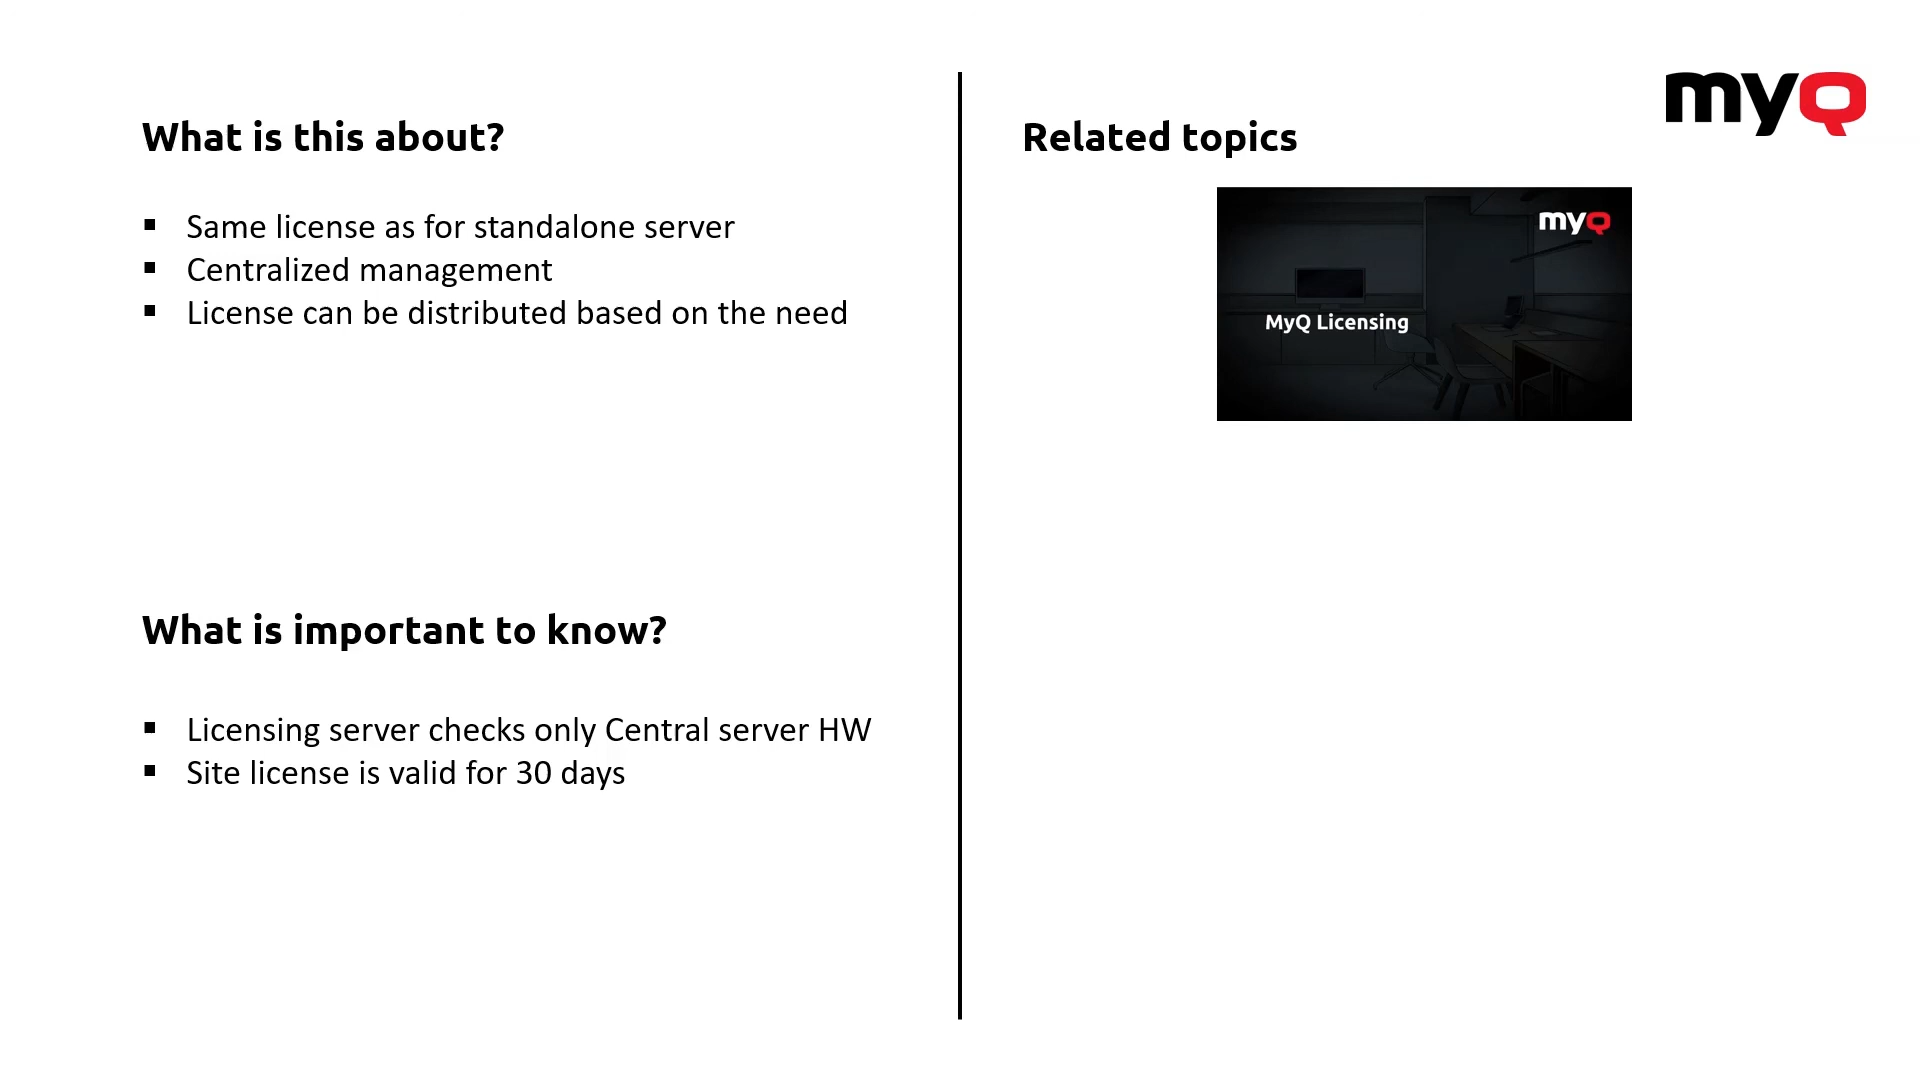 What is this about?
Same license as for standalone server
Centralized management
License can be distributed based on the need
What is important to know?
Licensing server checks only Central server HW
Site license is valid for 30 days
myQ
Related topics
myQ
MyQ Licensing